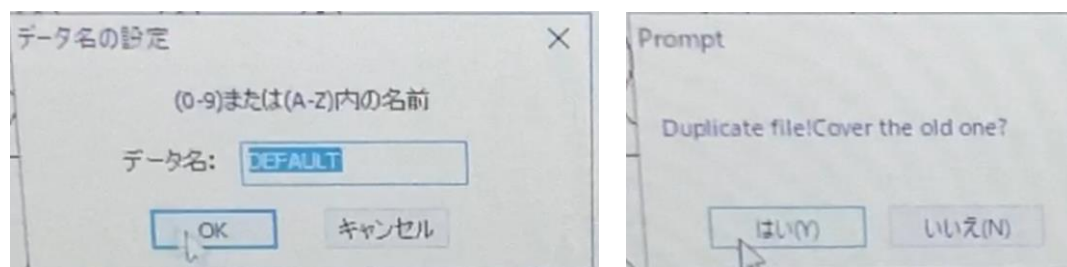 データ名の設定
(0-9)または(A-Z)内の名前
データ名: DEFAULT
OK キャンセル
Prompt
Duplicate file!Cover the old one?
はい(Y) いいえ(N)